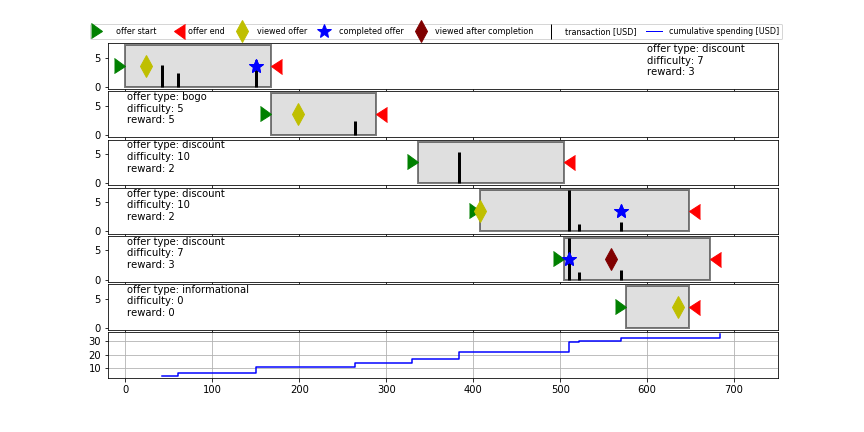 offer start offer end viewed offer completed offer viewed after completion transaction [USD] cumulative spending [USD]
5
0
offer type: discount
difficulty: 7
reward: 3
5
0
offer type: bogo
difficulty: 5
reward: 5
5
0
offer type: discount
difficulty: 10
reward: 2
5
0
offer type: discount
difficulty: 10
reward: 2
5
0
offer type: discount
difficulty: 7
reward: 3
5
0
offer type: informational
difficulty: 0
reward: 0
30
20
10
0 100 200 300 400 500 600 700